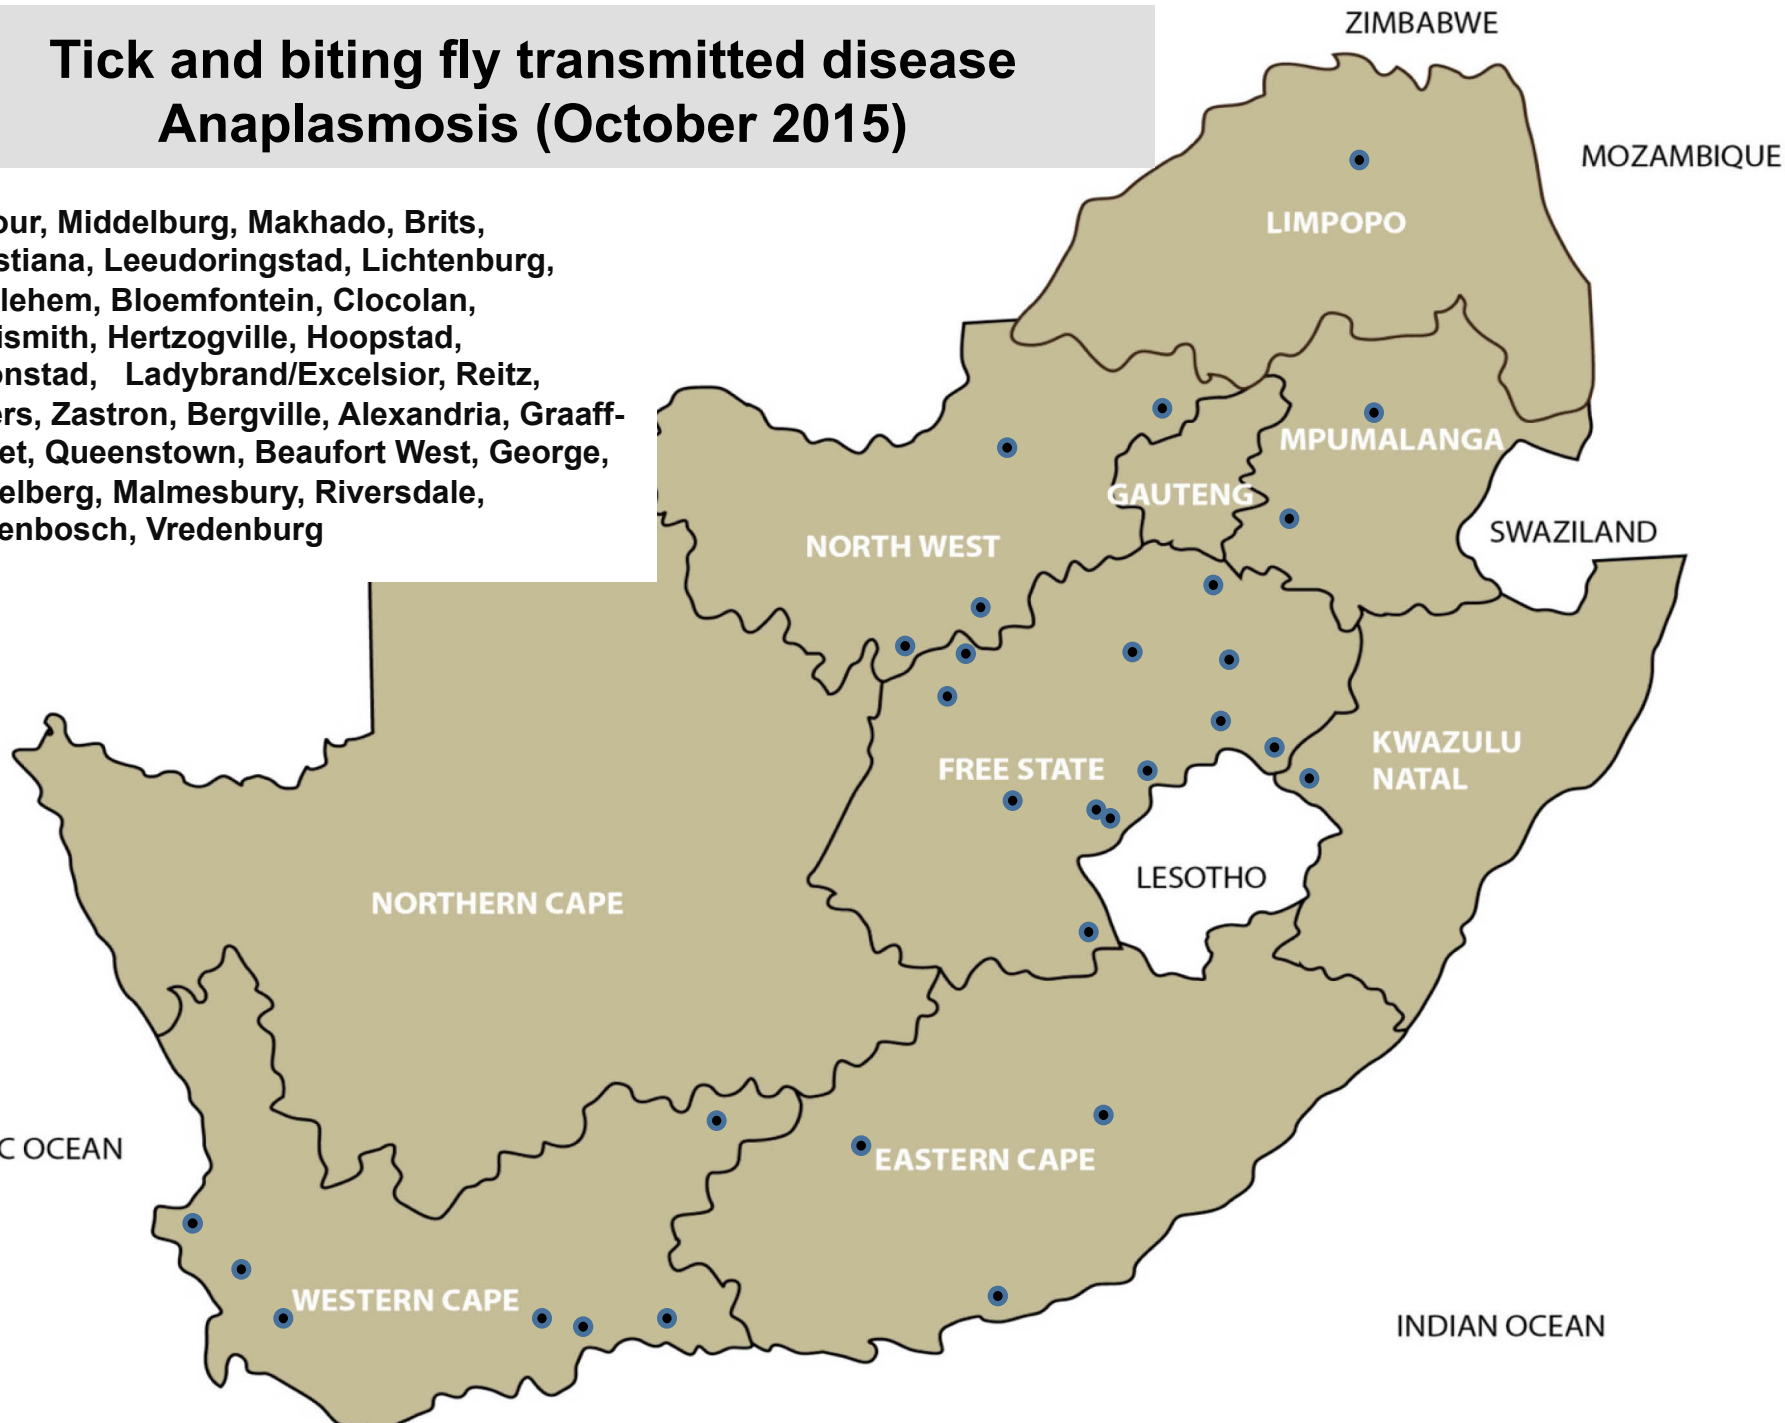 Tick and biting fly transmitted disease
Anaplasmosis (October 2015)
our, Middelburg, Makhado, Brits,
stiana, Leeudoringstad, Lichtenburg,
lehem, Bloemfontein, Clocolan,
ismith, Hertzogville, Hoopstad,
onstad, Ladybrand/Excelsior, Reitz,
ers, Zastron, Bergville, Alexandria, Graaff-
et, Queenstown, Beaufort West, George,
elberg, Malmesbury, Riversdale,
enbosch, Vredenburg
ZIMBABWE
MOZAMBIQUE
LIMPOPO
MPUMALANGA
GAUTENG
SWAZILAND
NORTH WEST
KWAZULU
NATAL
FREE STATE
LESOTHO
NORTHERN CAPE
C OCEAN
EASTERN CAPE
WESTERN CAPE
INDIAN OCEAN